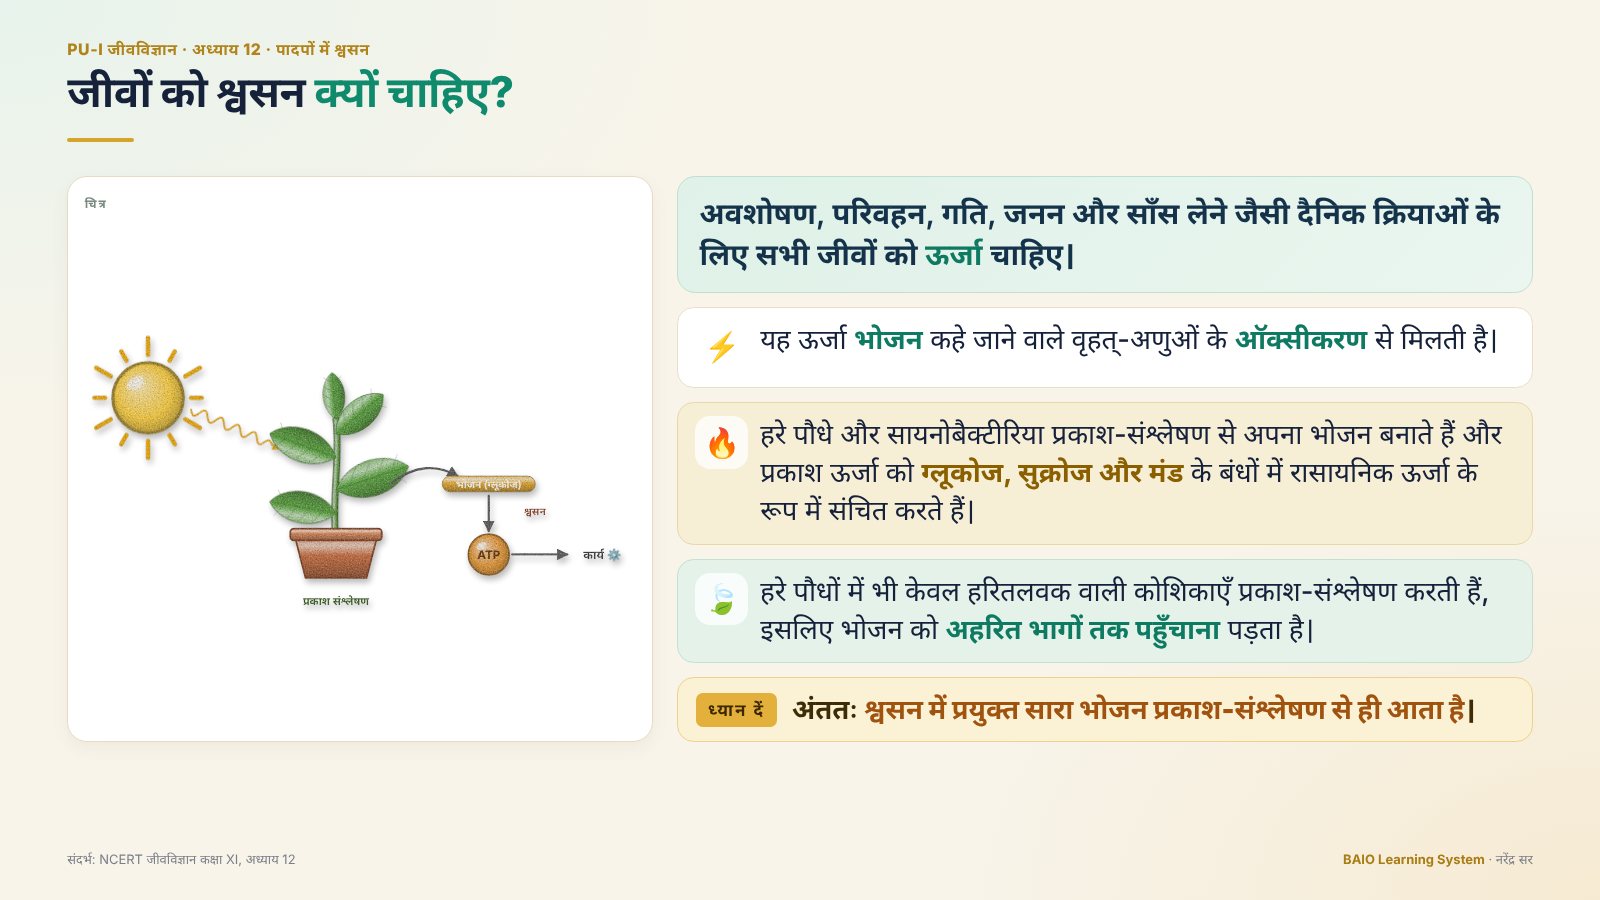 PU-I जीवविज्ञान · अध्याय 12 · पादपों में श्वसन
जीवों को श्वसन क्यों चाहिए?
चित्र
भोजन (ग्लूकोज)
श्वसन
ATP
कार्य
प्रकाश संश्लेषण
अवशोषण, परिवहन, गति, जनन और साँस लेने जैसी दैनिक क्रियाओं के
लिए सभी जीवों को ऊर्जा चाहिए|
यह ऊर्जा भोजन कहे जाने वाले वृहत्-अणुओं के ऑक्सीकरण से मिलती है|
हरे पौधे और सायनोबैक्टीरिया प्रकाश-संश्लेषण से अपना भोजन बनाते हैं और
प्रकाश ऊर्जा को ग्लूकोज, सुक्रोज और मंड के बंधों में रासायनिक ऊर्जा के
रूप में संचित करते हैं|
हरे पौधों में भी केवल हरितलवक वाली कोशिकाएँ प्रकाश-संश्लेषण करती हैं,
इसलिए भोजन को अहरित भागों तक पहुँचाना पड़ता है|
ध्यान दें अंततः श्वसन में प्रयुक्त सारा भोजन प्रकाश-संश्लेषण से ही आता है|
संदर्भ: NCERT जीवविज्ञान कक्षा XI, अध्याय 12
BAIO Learning System · नरेंद्र सर